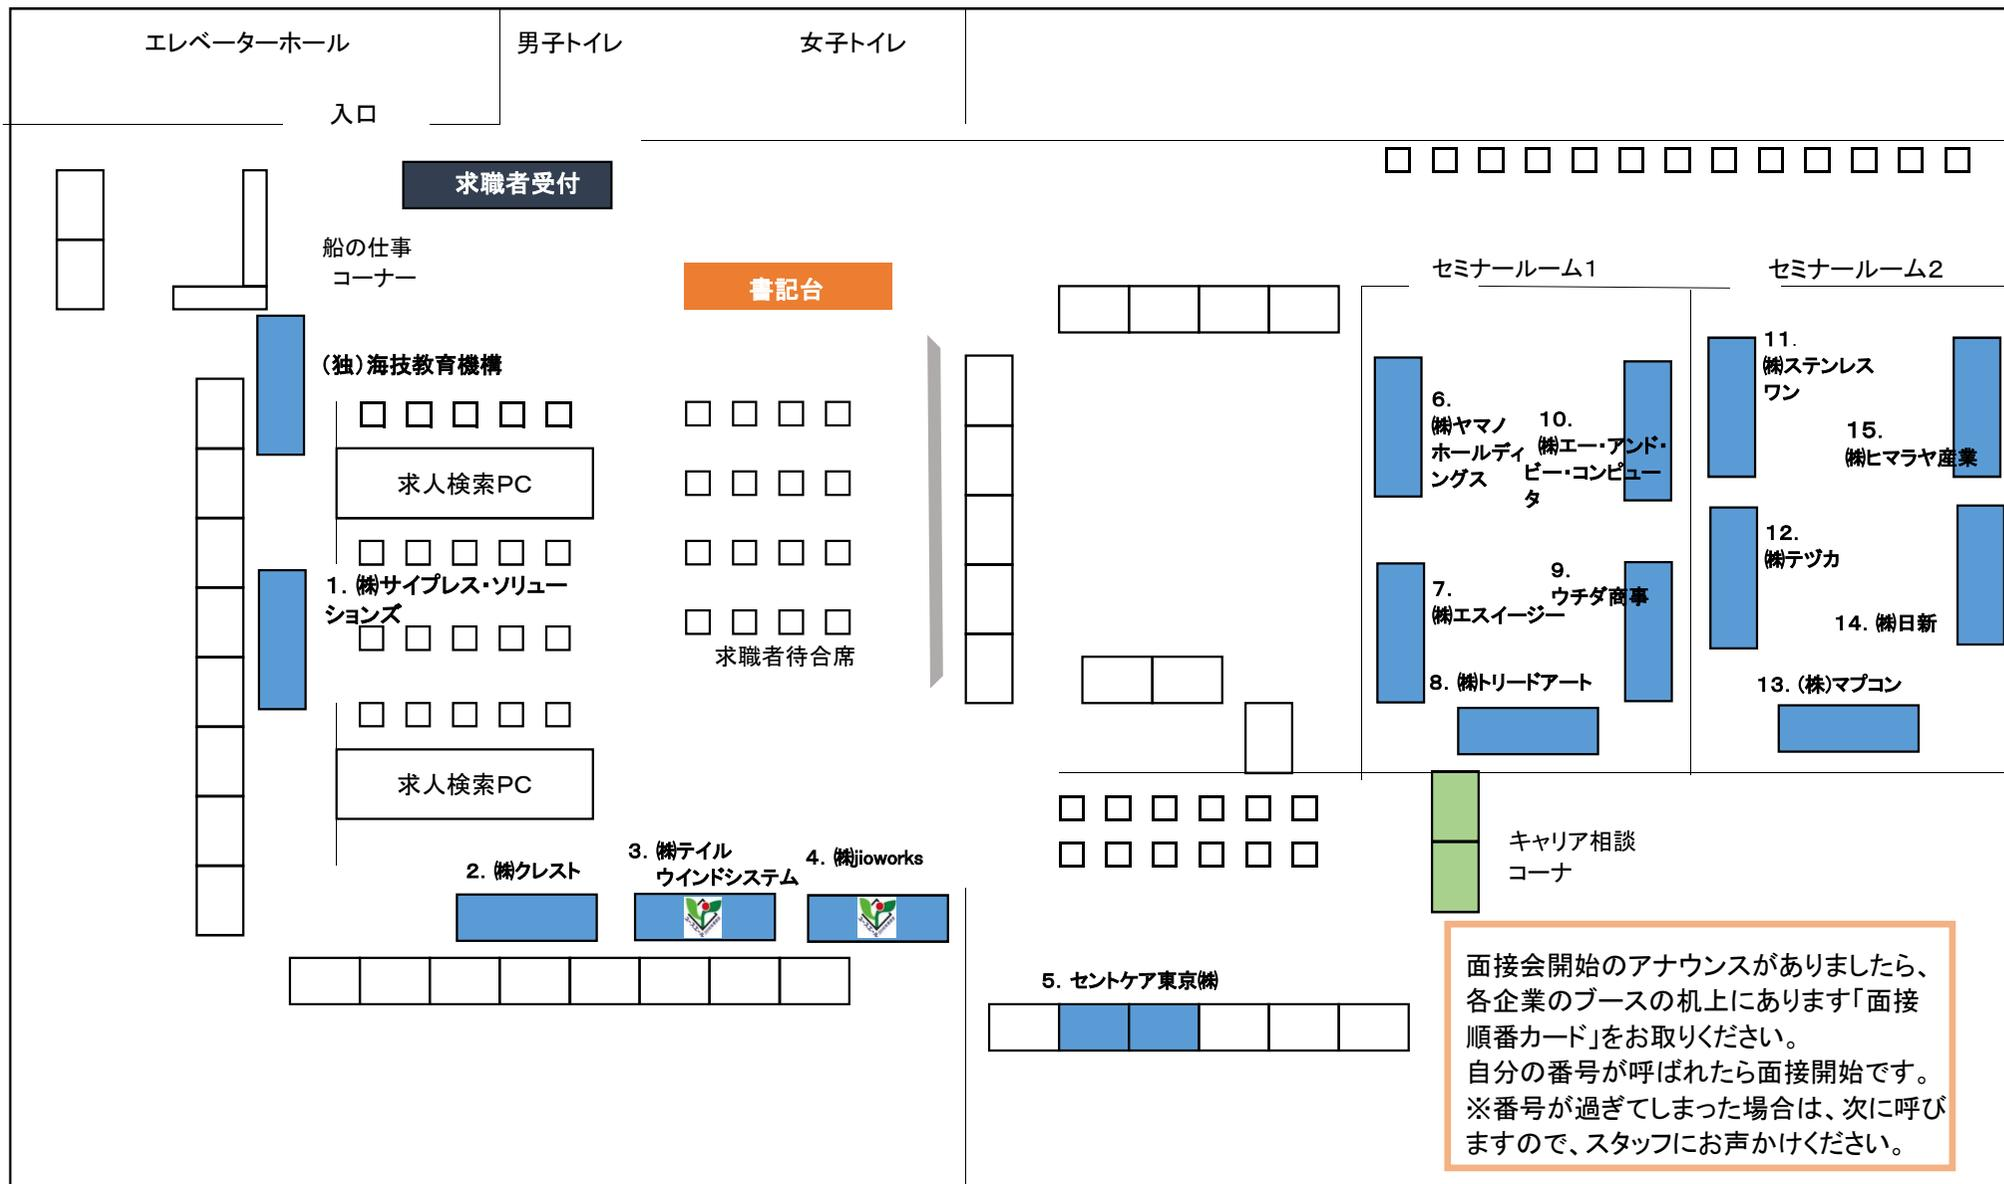 エレベーターホール
男子トイレ
女子トイレ
入口
求職者受付
船の仕事
コーナー
書記台
セミナールーム1
セミナールーム2
(独)海技教育機構
求人検索PC
1. ㈱サイプレス・ソリュー
ションズ
求職者待合席
求人検索PC
2. ㈱クレスト
3. ㈱テイル
ウインドシステム
4. ㈱jioworks
5. セントケア東京㈱
6.
㈱ヤマノ
ホールディ
ングス
10.
㈱エー・アンド・
ビー・コンピュー
タ
7.
㈱エスイージー
9.
ウチダ商事
8. ㈱トリードアート
11.
㈱ステンレス
ワン
15.
㈱ヒマラヤ産業
12.
㈱テヅカ
14. ㈱日新
13. (株)マプコン
キャリア相談
コーナ
面接会開始のアナウンスがありましたら、
各企業のブースの机上にあります「面接
順番カード」をお取りください。
自分の番号が呼ばれたら面接開始です。
※番号が過ぎてしまった場合は、次に呼び
ますので、スタッフにお声かけください。